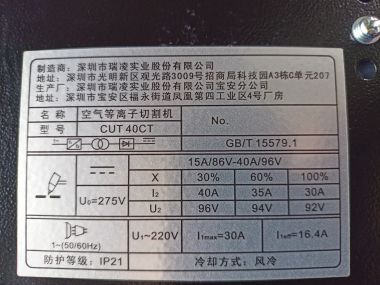 制造商：深圳市瑞凌实业股份有限公司
地址：深圳市光明新区观光路3009号招商局科技园A3栋C单元207
生产厂：深圳市瑞凌实业股份有限公司宝安分公司
地址：深圳市宝安区福永街道凤凰第四工业区4号厂房
名称 空气等离子切割机 No.
型号 CUT 40CT
GB/T 15579.1
15A/86V-40A/96V
X 30% 60% 100%
U₀=275V I₂ 40A 35A 30A
U₂ 96V 94V 92V
1~(50/60Hz) U₁~220V I₁max=30A I₁eff=16.4A
防护等级：IP21 冷却方式：风冷